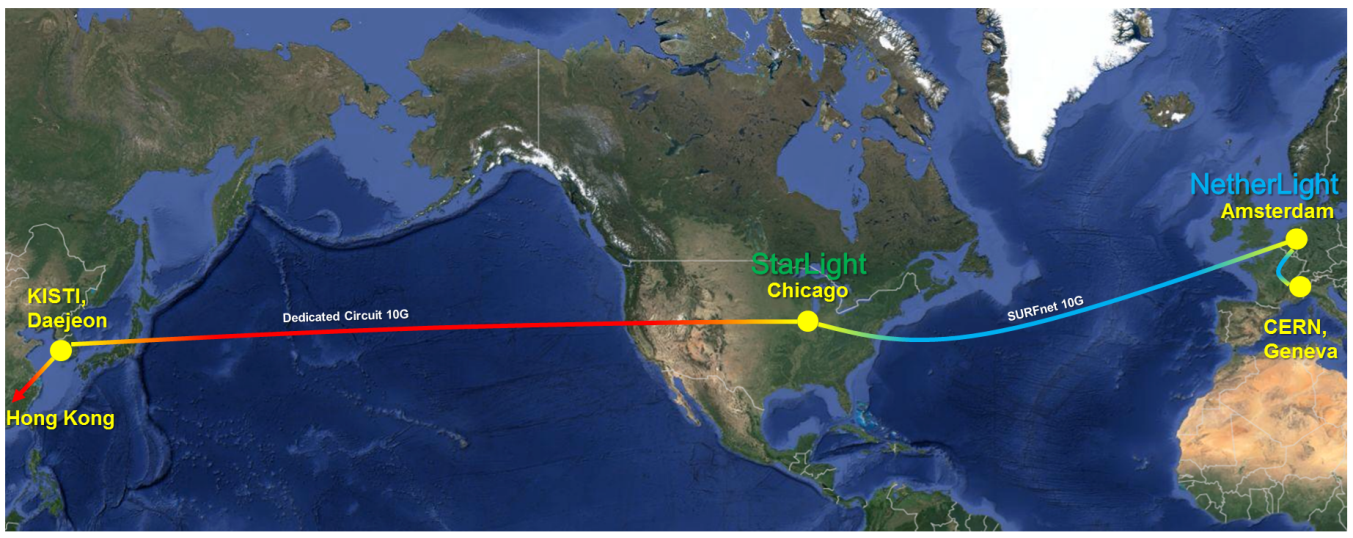 NetherLight
Amsterdam
StarLight
Chicago
KISTI,
Daejeon
Dedicated Circuit 10G
SURFnet 10G
CERN,
Geneva
Hong Kong